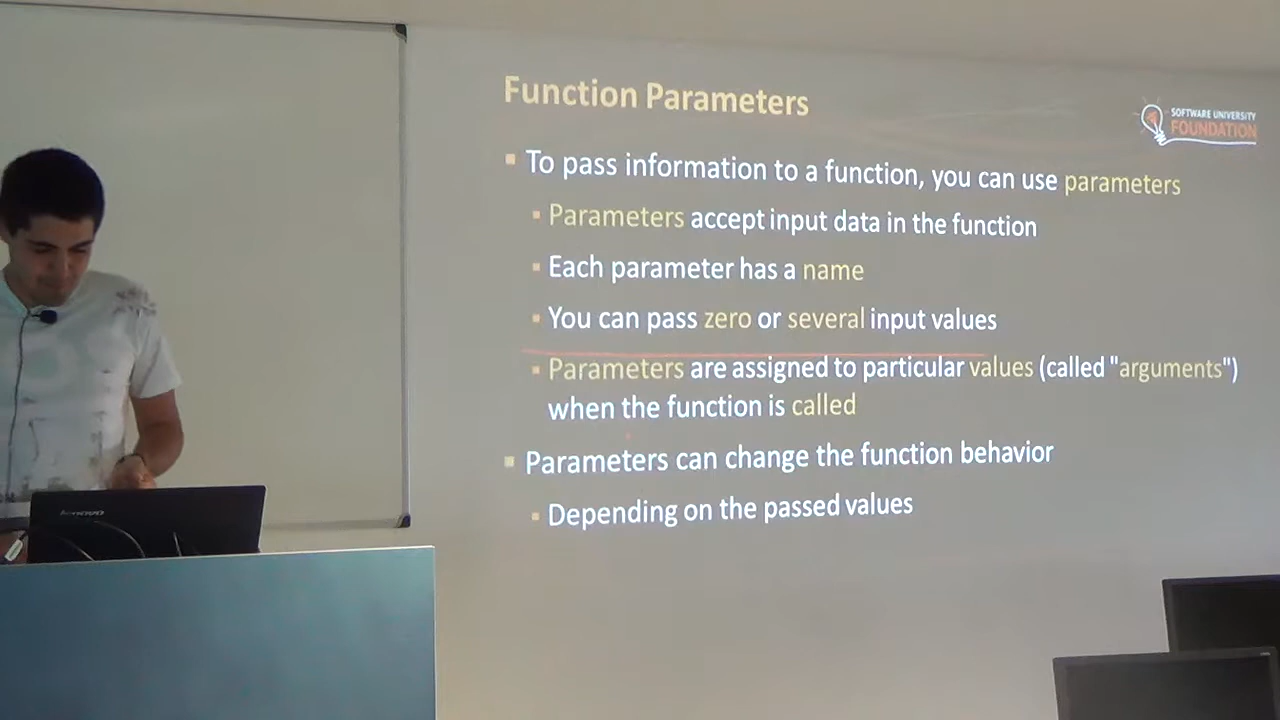 Function Parameters
SOFTWARE UNIVERSITY
FOUNDATION
▪ To pass information to a function, you can use parameters
▪ Parameters accept input data in the function
▪ Each parameter has a name
▪ You can pass zero or several input values
▪ Parameters are assigned to particular values (called "arguments")
when the function is called
▪ Parameters can change the function behavior
▪ Depending on the passed values
lenovo